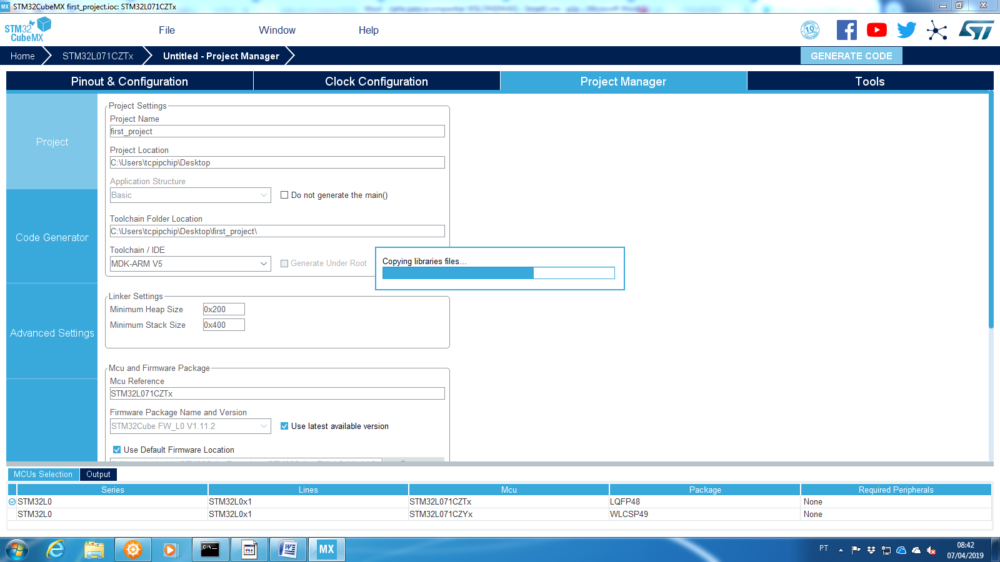 MX STM32CubeMX first_project.ioc: STM32L071CZTx
STM32 CubeMX
File Window Help
10
ST
Home STM32L071CZTx Untitled - Project Manager GENERATE CODE
Pinout & Configuration Clock Configuration Project Manager Tools
Project
Code Generator
Advanced Settings
Project Settings
Project Name
first_project
Project Location
C:\Users\tcpipchip\Desktop
Application Structure
Basic Do not generate the main()
Toolchain Folder Location
C:\Users\tcpipchip\Desktop\first_project\
Toolchain / IDE
MDK-ARM V5 Generate Under Root
Copying libraries files...
Linker Settings
Minimum Heap Size 0x200
Minimum Stack Size 0x400
Mcu and Firmware Package
Mcu Reference
STM32L071CZTx
Firmware Package Name and Version
STM32Cube FW_L0 V1.11.2 Use latest available version
Use Default Firmware Location
MCUs Selection Output
Series Lines Mcu Package Required Peripherals
STM32L0 STM32L0x1 STM32L071CZTx LQFP48 None
STM32L0 STM32L0x1 STM32L071CZYx WLCSP49 None
MX
PT
08:42
07/04/2019